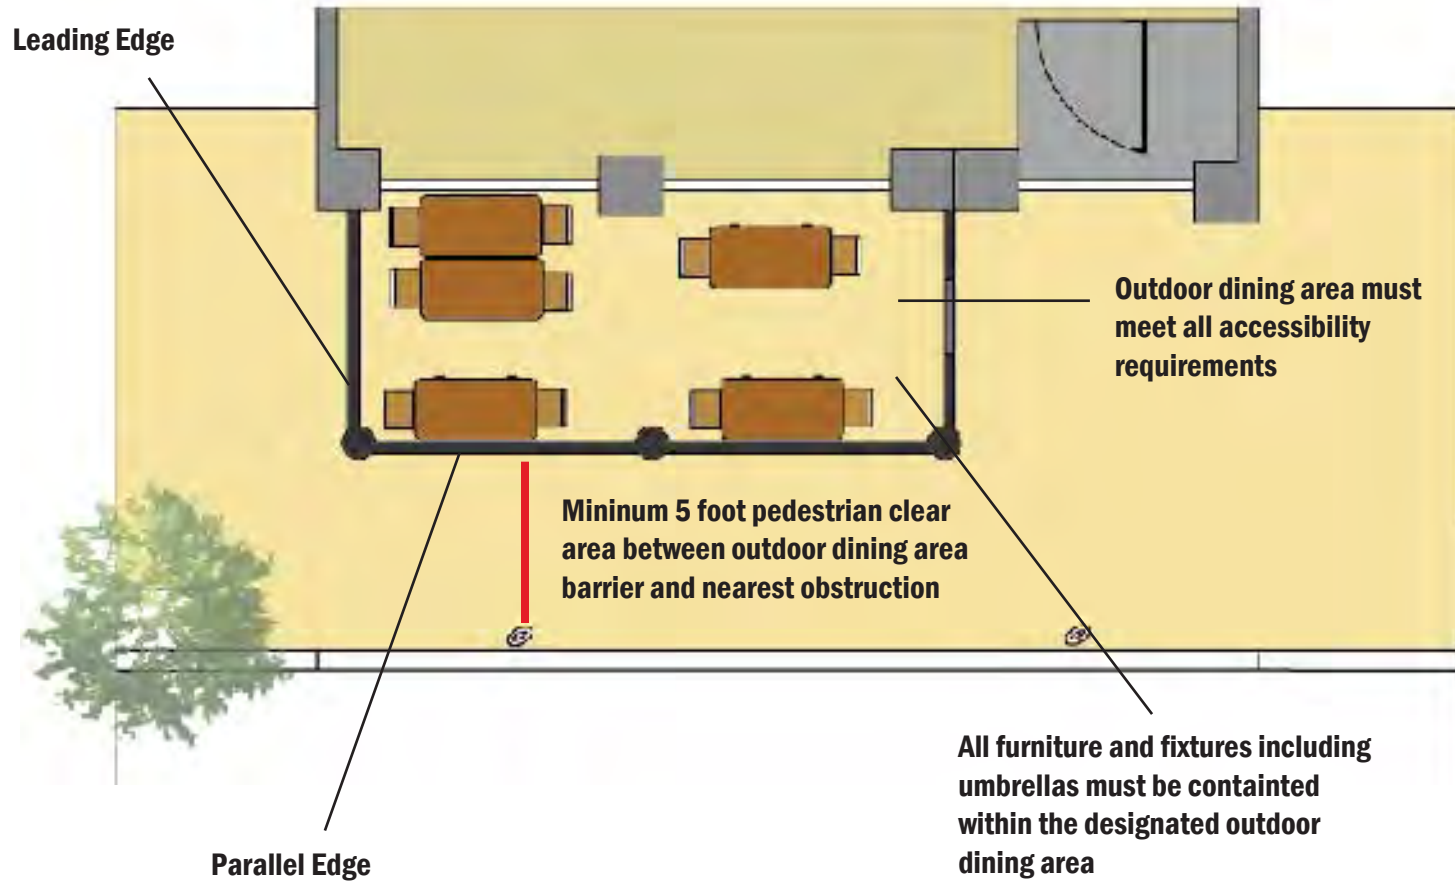 Leading Edge
Outdoor dining area must
meet all accessibility
requirements
Mininum 5 foot pedestrian clear
area between outdoor dining area
barrier and nearest obstruction
All furniture and fixtures including
umbrellas must be containted
within the designated outdoor
dining area
Parallel Edge